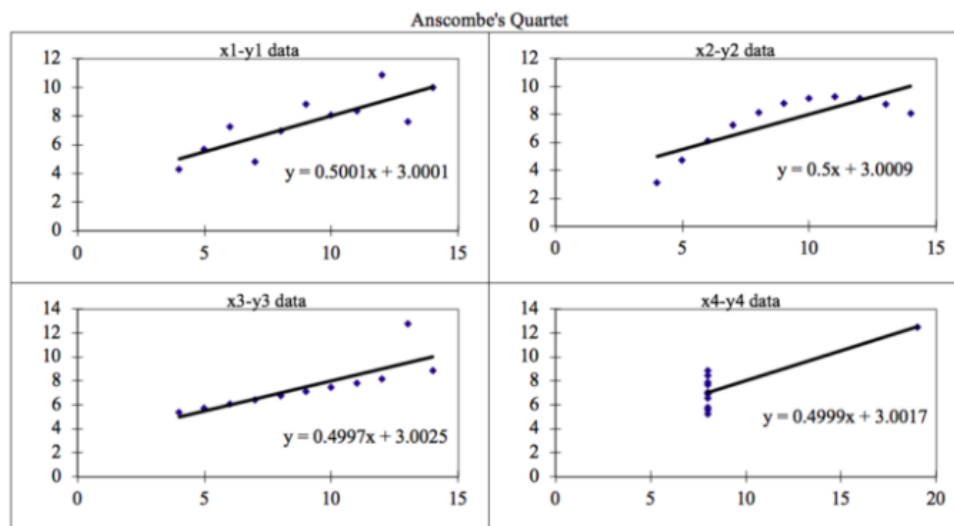 Anscombe's Quartet
x1-y1 data
12
10
8
6
4
2
0
y = 0.5001x + 3.0001
0 5 10 15
x2-y2 data
12
10
8
6
4
2
0
y = 0.5x + 3.0009
0 5 10 15
x3-y3 data
14
12
10
8
6
4
2
0
y = 0.4997x + 3.0025
0 5 10 15
x4-y4 data
14
12
10
8
6
4
2
0
y = 0.4999x + 3.0017
0 5 10 15 20